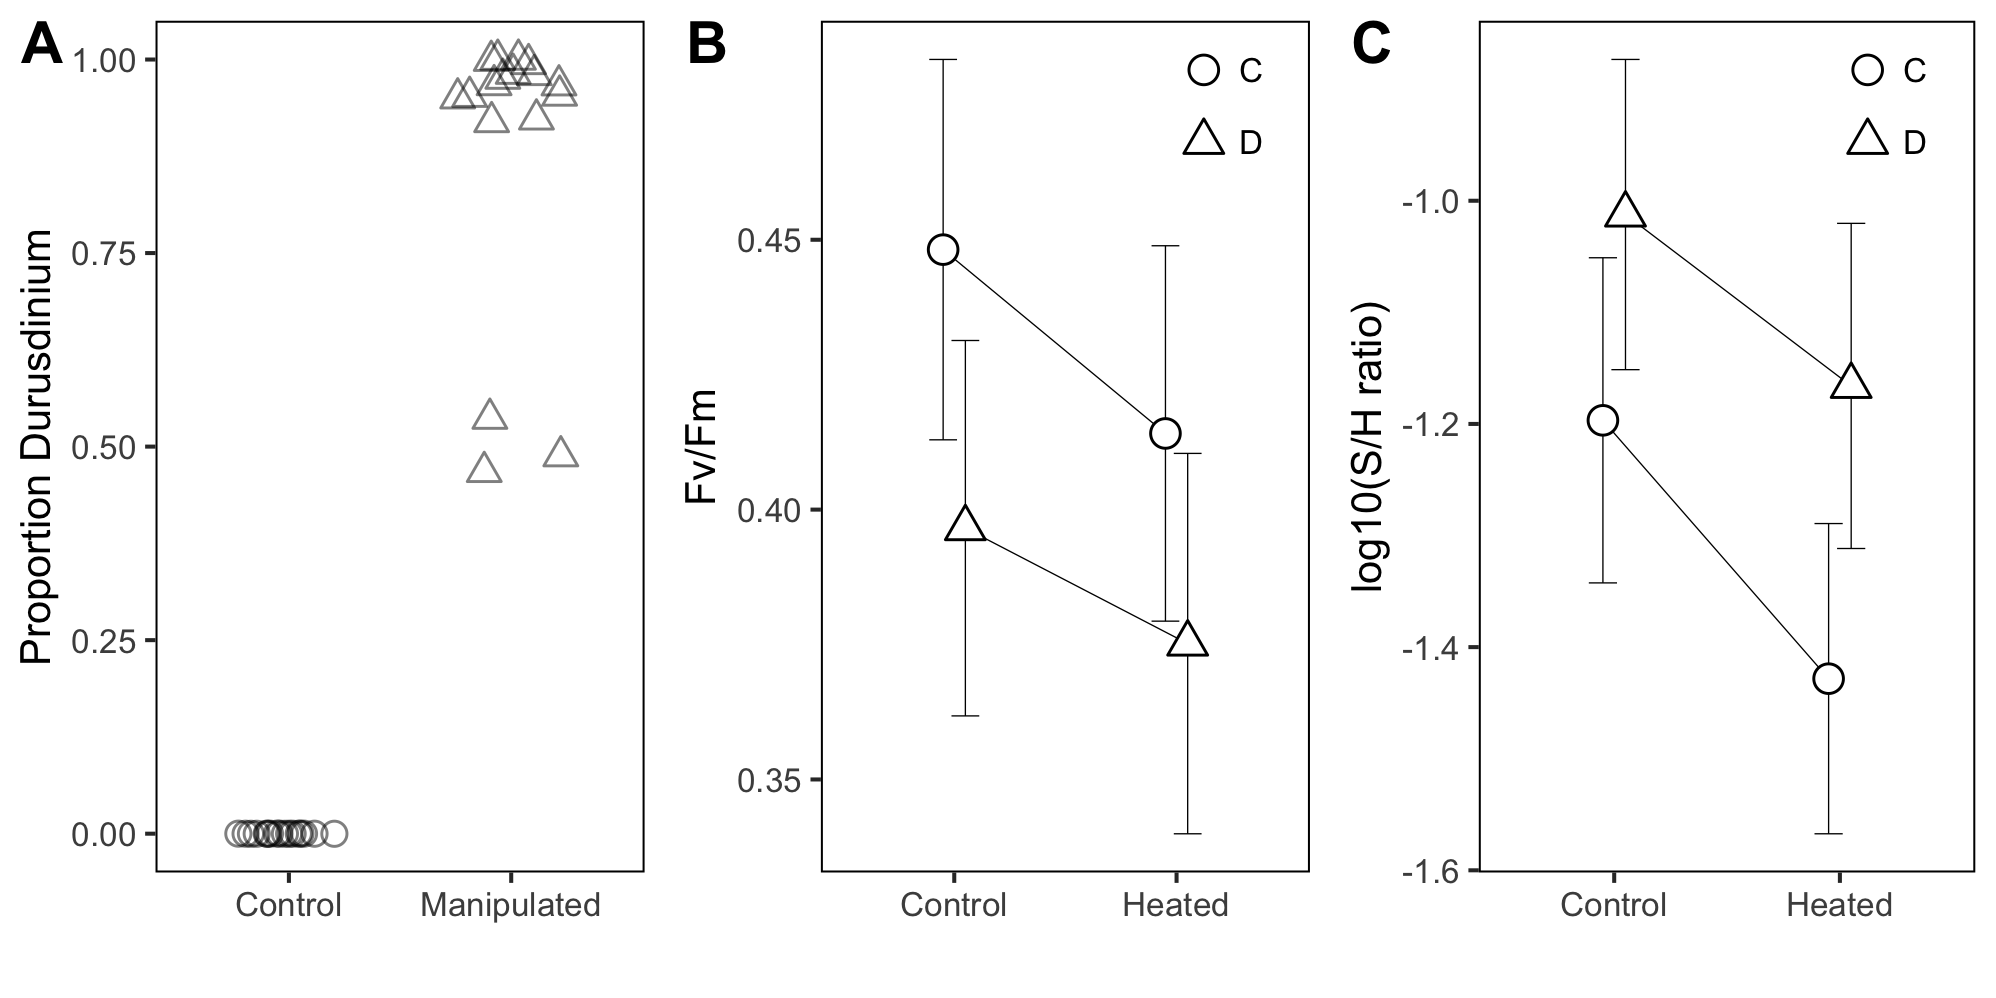 A
1.00
0.75
0.50
0.25
0.00
Proportion Durusdinium
Control
Manipulated
B
C
D
0.45
0.40
0.35
Fv/Fm
Control
Heated
C
C
D
-1.0
-1.2
-1.4
-1.6
log10(S/H ratio)
Control
Heated